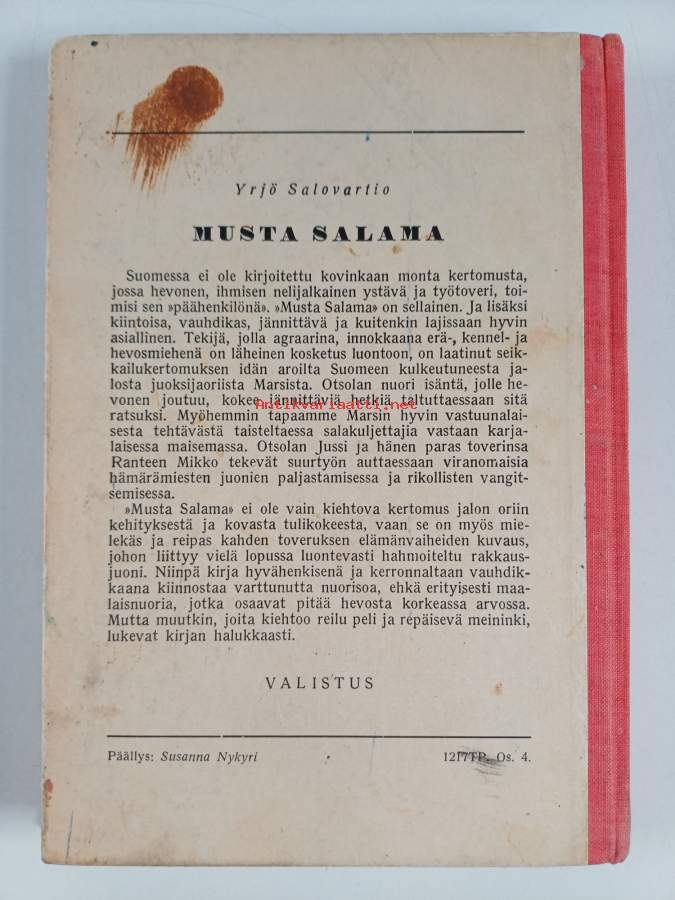 Yrjö Salovartio
MUSTA SALAMA
Suomessa ei ole kirjoitettu kovinkaan monta kertomusta,
jossa hevonen, ihmisen nelijalkainen ystävä ja työtoveri, toi-
misi sen »päähenkilönä». »Musta Salama» on sellainen. Ja lisäksi
kiintoisa, vauhdikas, jännittävä ja kuitenkin lajissaan hyvin
asiallinen. Tekijä, jolla agraarina, innokkaana erä-, kennel- ja
hevosmiehenä on läheinen kosketus luontoon, on laatinut seik-
kailukertomuksen idän aroilta Suomeen kulkeutuneesta ja-
losta juoksijaoriista Marsista. Otsolan nuori isäntä, jolle he-
vonen joutuu, kokee jännittäviä hetkiä taltuttaessaan sitä
Antikvariaatti.net
ratsuksi. Myöhemmin tapaamme Marsin hyvin vastuunalai-
sesta tehtävästä taisteltaessa salakuljettajia vastaan karja-
laisessa maisemassa. Otsolan Jussi ja hänen paras toverinsa
Ranteen Mikko tekevät suurtyön auttaessaan viranomaisia
hämärämiesten juonien paljastamisessa ja rikollisten vangit-
semisessa.
»Musta Salama» ei ole vain kiehtova kertomus jalon oriin
kehityksestä ja kovasta tulikokeesta, vaan se on myös mie-
lekäs ja reipas kahden toveruksen elämänvaiheiden kuvaus,
johon liittyy vielä lopussa luontevasti hahmoiteltu rakkaus-
juoni. Niinpä kirja hyvähenkisenä ja kerronnaltaan vauhdik-
kaana kiinnostaa varttunutta nuorisoa, ehkä erityisesti maa-
laisnuoria, jotka osaavat pitää hevosta korkeassa arvossa.
Mutta muutkin, joita kiehtoo reilu peli ja repäisevä meininki,
lukevat kirjan halukkaasti.
VALISTUS
Päällys: Susanna Nykyri
1217TP. Os. 4.